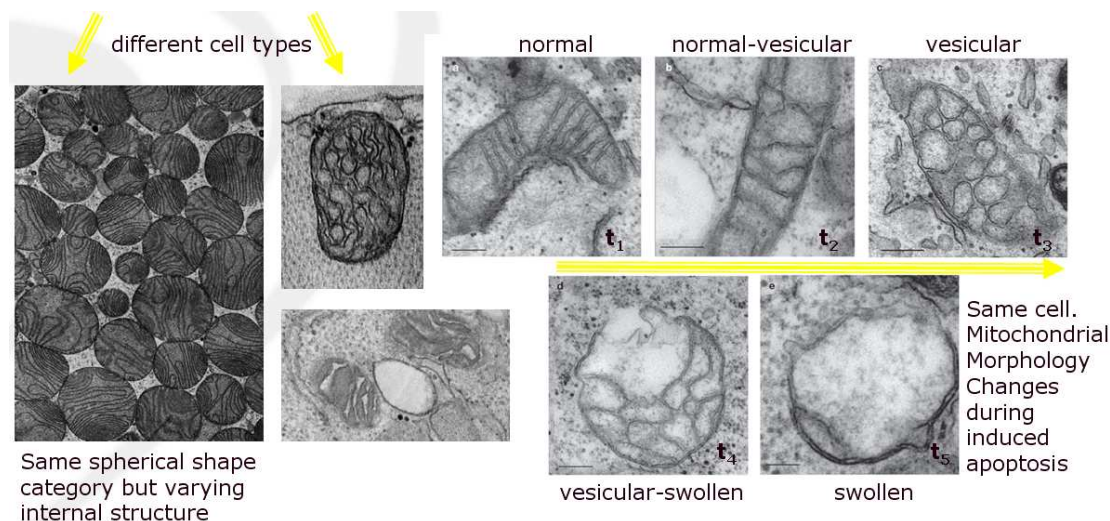 different cell types
normal
normal-vesicular
vesicular
a
b
c
t1
t2
t3
d
e
t4
t5
vesicular-swollen
swollen
Same cell.
Mitochondrial
Morphology
Changes
during
induced
apoptosis
Same spherical shape
category but varying
internal structure